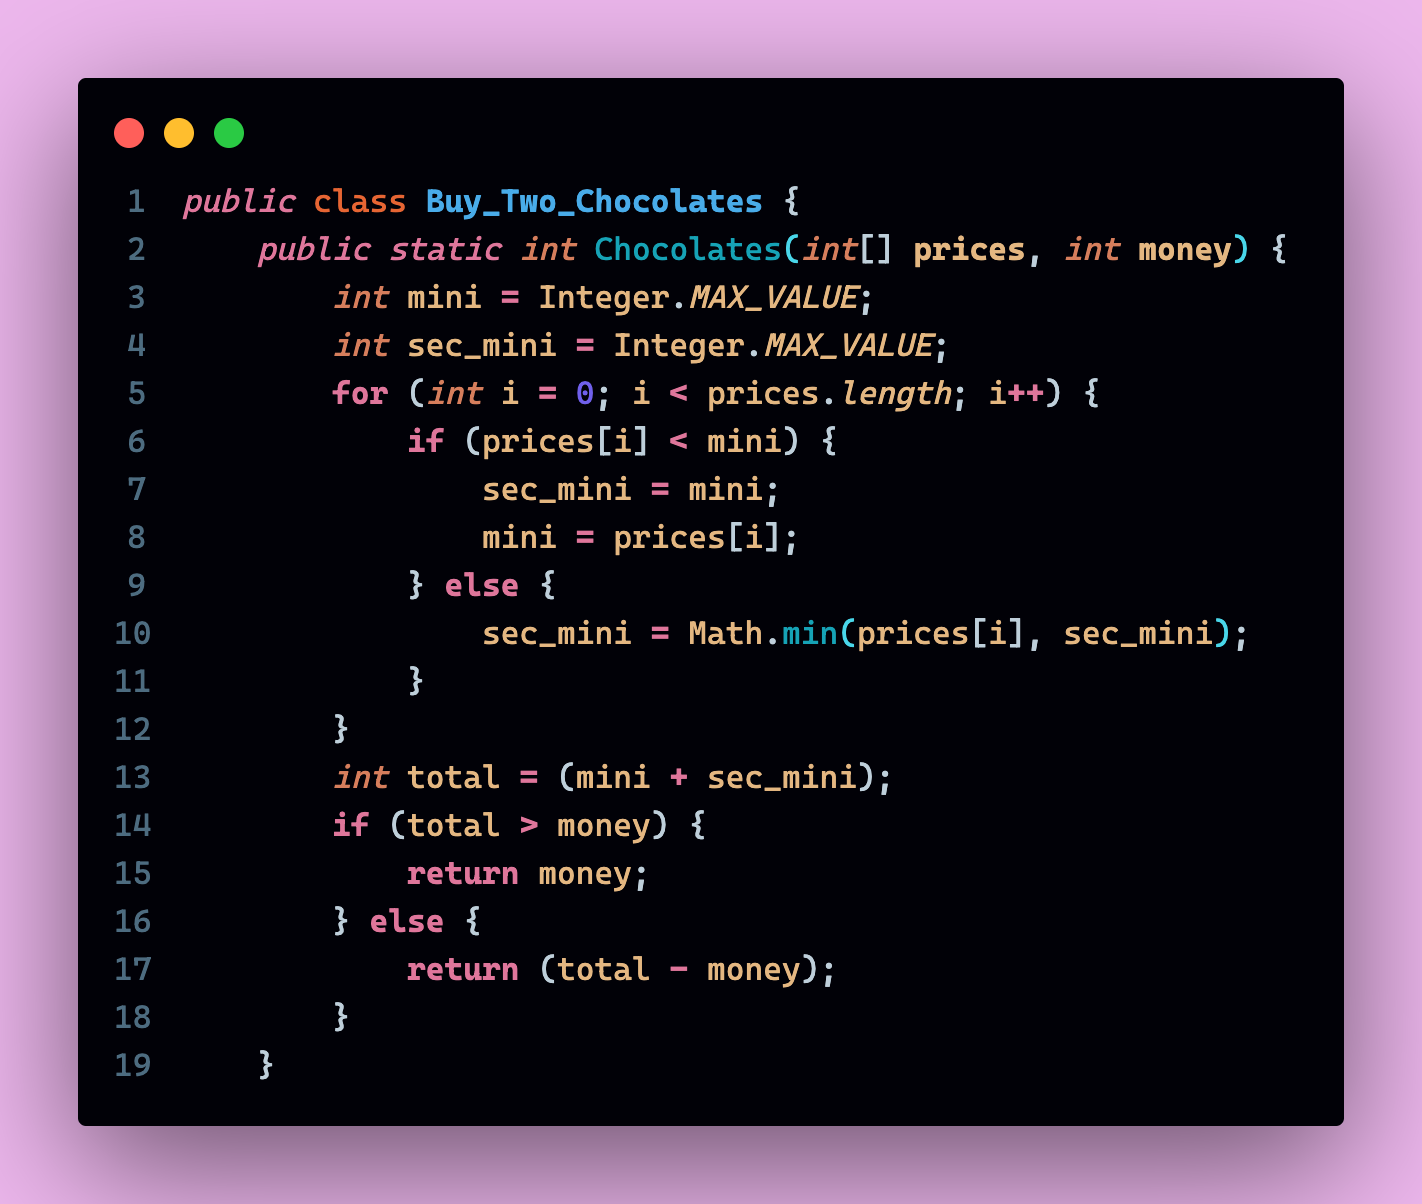 1 public class Buy_Two_Chocolates {
2     public static int Chocolates(int[] prices, int money) {
3         int mini = Integer.MAX_VALUE;
4         int sec_mini = Integer.MAX_VALUE;
5         for (int i = 0; i < prices.length; i++) {
6             if (prices[i] < mini) {
7                 sec_mini = mini;
8                 mini = prices[i];
9             } else {
10                 sec_mini = Math.min(prices[i], sec_mini);
11             }
12         }
13         int total = (mini + sec_mini);
14         if (total > money) {
15             return money;
16         } else {
17             return (total - money);
18         }
19     }